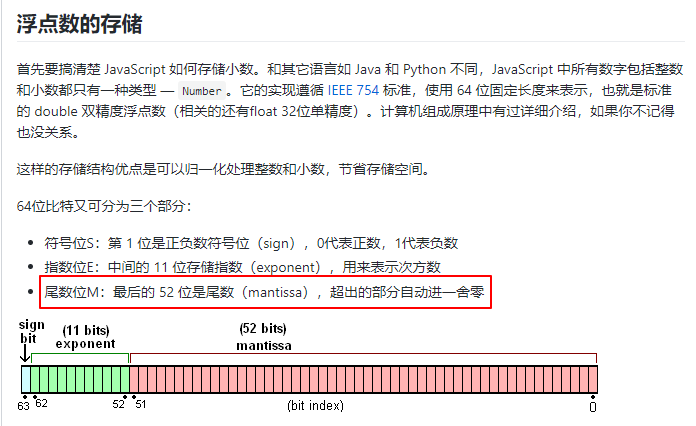 浮点数的存储
首先要搞清楚 JavaScript 如何存储小数。和其它语言如 Java 和 Python 不同，JavaScript 中所有数字包括整数
和小数都只有一种类型 — Number 。它的实现遵循 IEEE 754 标准，使用 64 位固定长度来表示，也就是标准
的 double 双精度浮点数（相关的还有float 32位单精度）。计算机组成原理中有过详细介绍，如果你不记得
也没关系。
这样的存储结构优点是可以归一化处理整数和小数，节省存储空间。
64位比特又可分为三个部分：
• 符号位S：第 1 位是正负数符号位（sign），0代表正数，1代表负数
• 指数位E：中间的 11 位存储指数（exponent），用来表示次方数
• 尾数位M：最后的 52 位是尾数（mantissa），超出的部分自动进一舍零
sign
bit
(11 bits)
exponent
(52 bits)
mantissa
63 62 52 51 (bit index) 0